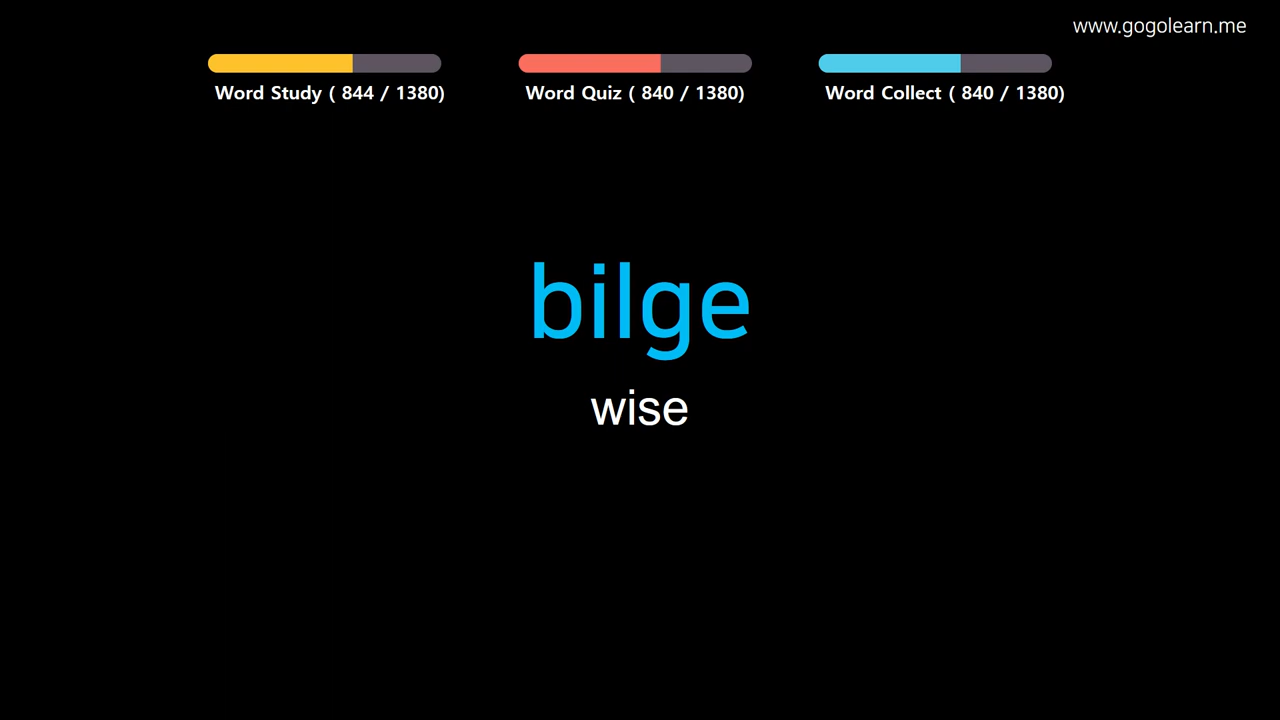 www.gogolearn.me
Word Study ( 844 / 1380)
Word Quiz ( 840 / 1380)
Word Collect ( 840 / 1380)
bilge
wise